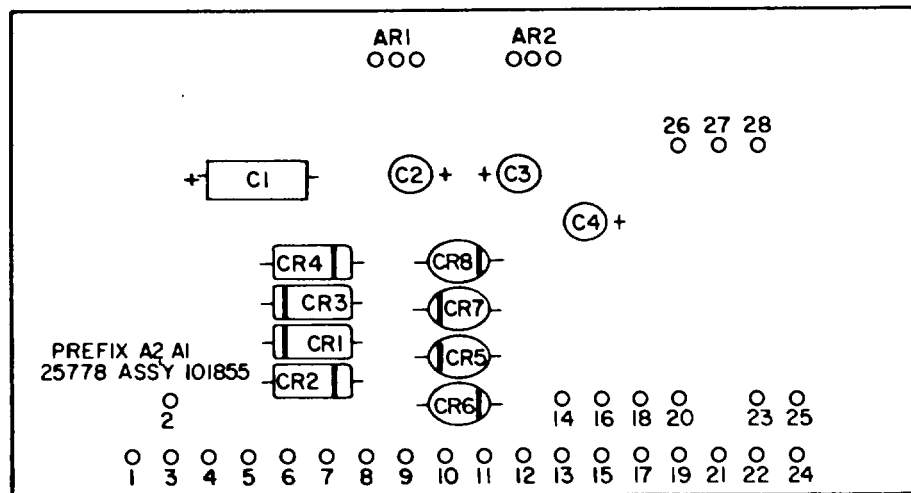 AR1 AR2
26 27 28
+ C1 C2 + + C3
C4 +
CR4 CR8
CR3 CR7
CR1 CR5
CR2 CR6
PREFIX A2 A1
25778 ASSY 101855
2 14 16 18 20 23 25
1 3 4 5 6 7 8 9 10 11 12 13 15 17 19 21 22 24